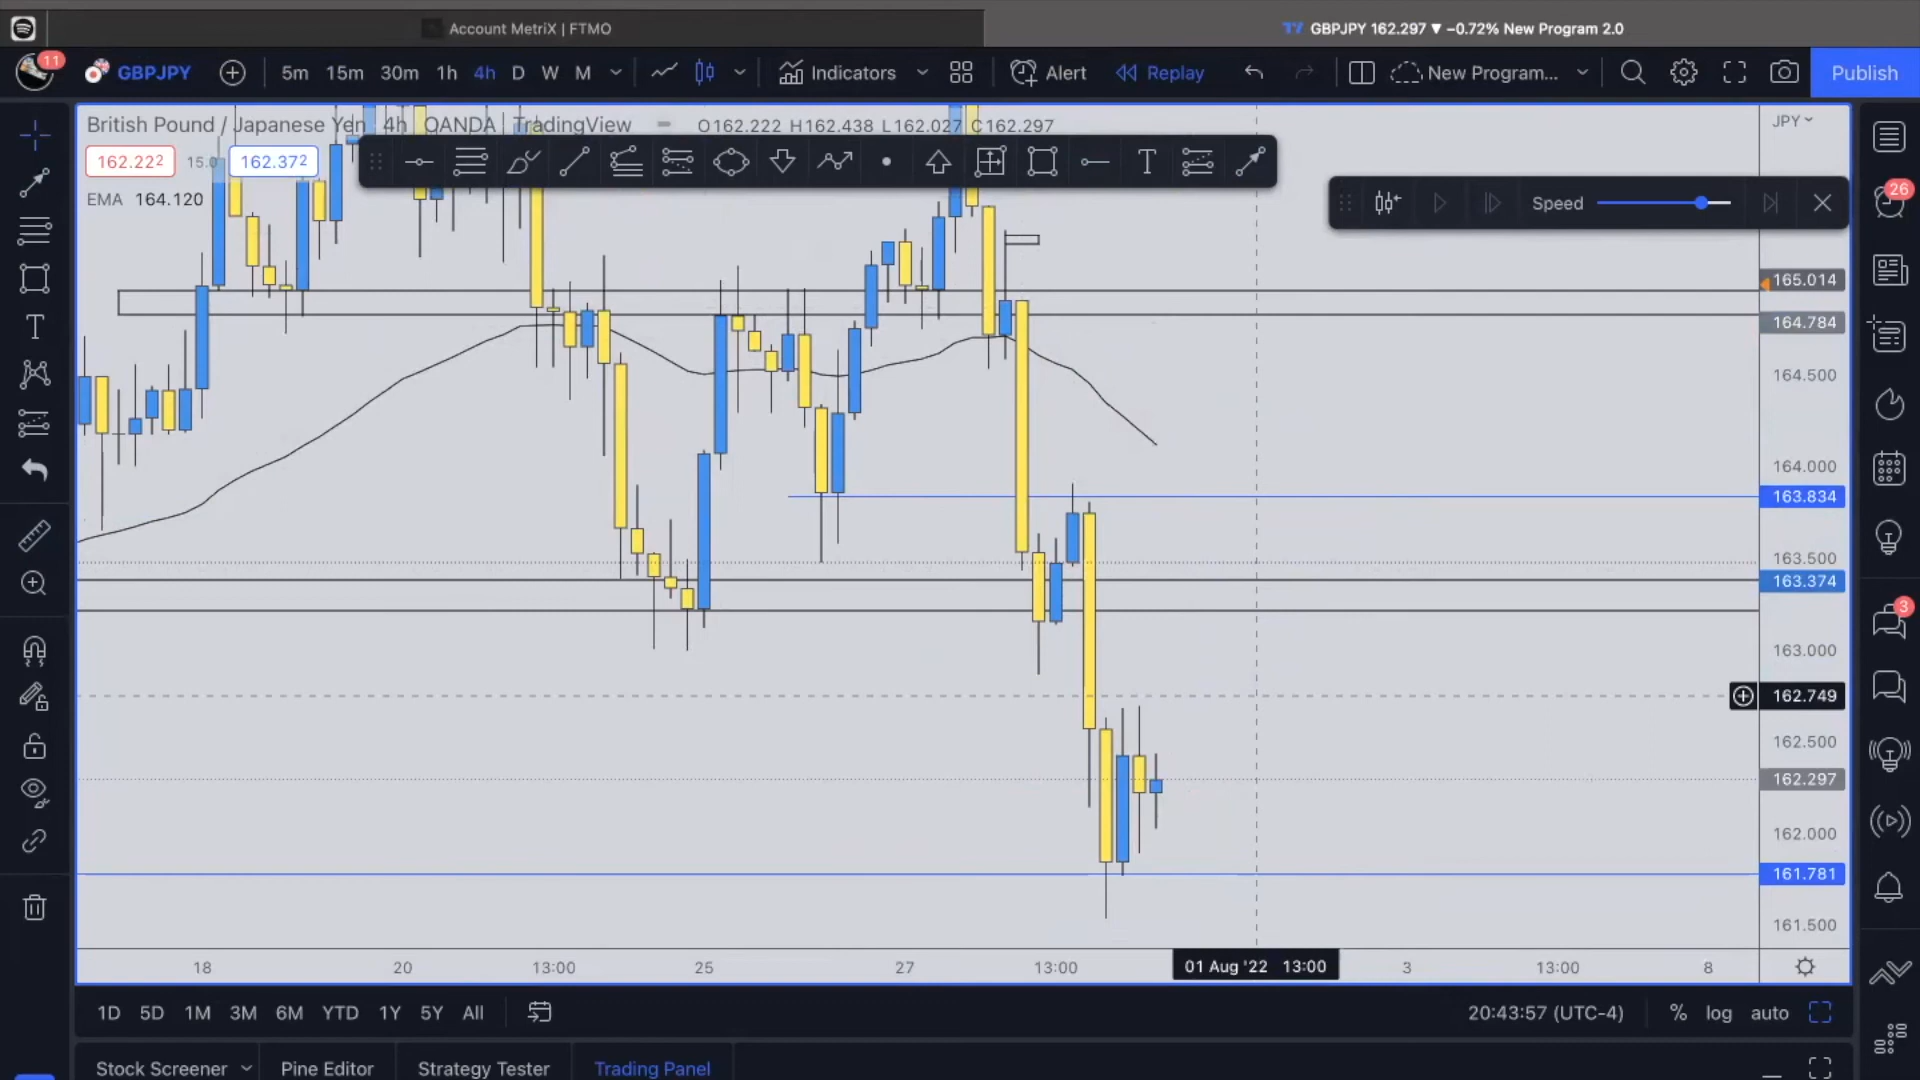 Account MetriX | FTMO
GBPJPY 162.297 ▼ −0.72% New Program 2.0
11
GBPJPY
5m 15m 30m 1h 4h D W M
Indicators
Alert
Replay
New Program...
Publish
British Pound / Japanese Yen 4h OANDA TradingView
O162.222 H162.438 L162.027 C162.297
JPY
162.222 15.0 162.372
EMA 164.120
Speed
26
165.014
164.784
164.500
164.000
163.834
163.500
163.374
3
163.000
162.749
162.500
162.297
162.000
161.781
161.500
18 20 13:00 25 27 13:00 01 Aug '22 13:00 3 13:00 8
1D 5D 1M 3M 6M YTD 1Y 5Y All
20:43:57 (UTC-4) % log auto
Stock Screener Pine Editor Strategy Tester Trading Panel